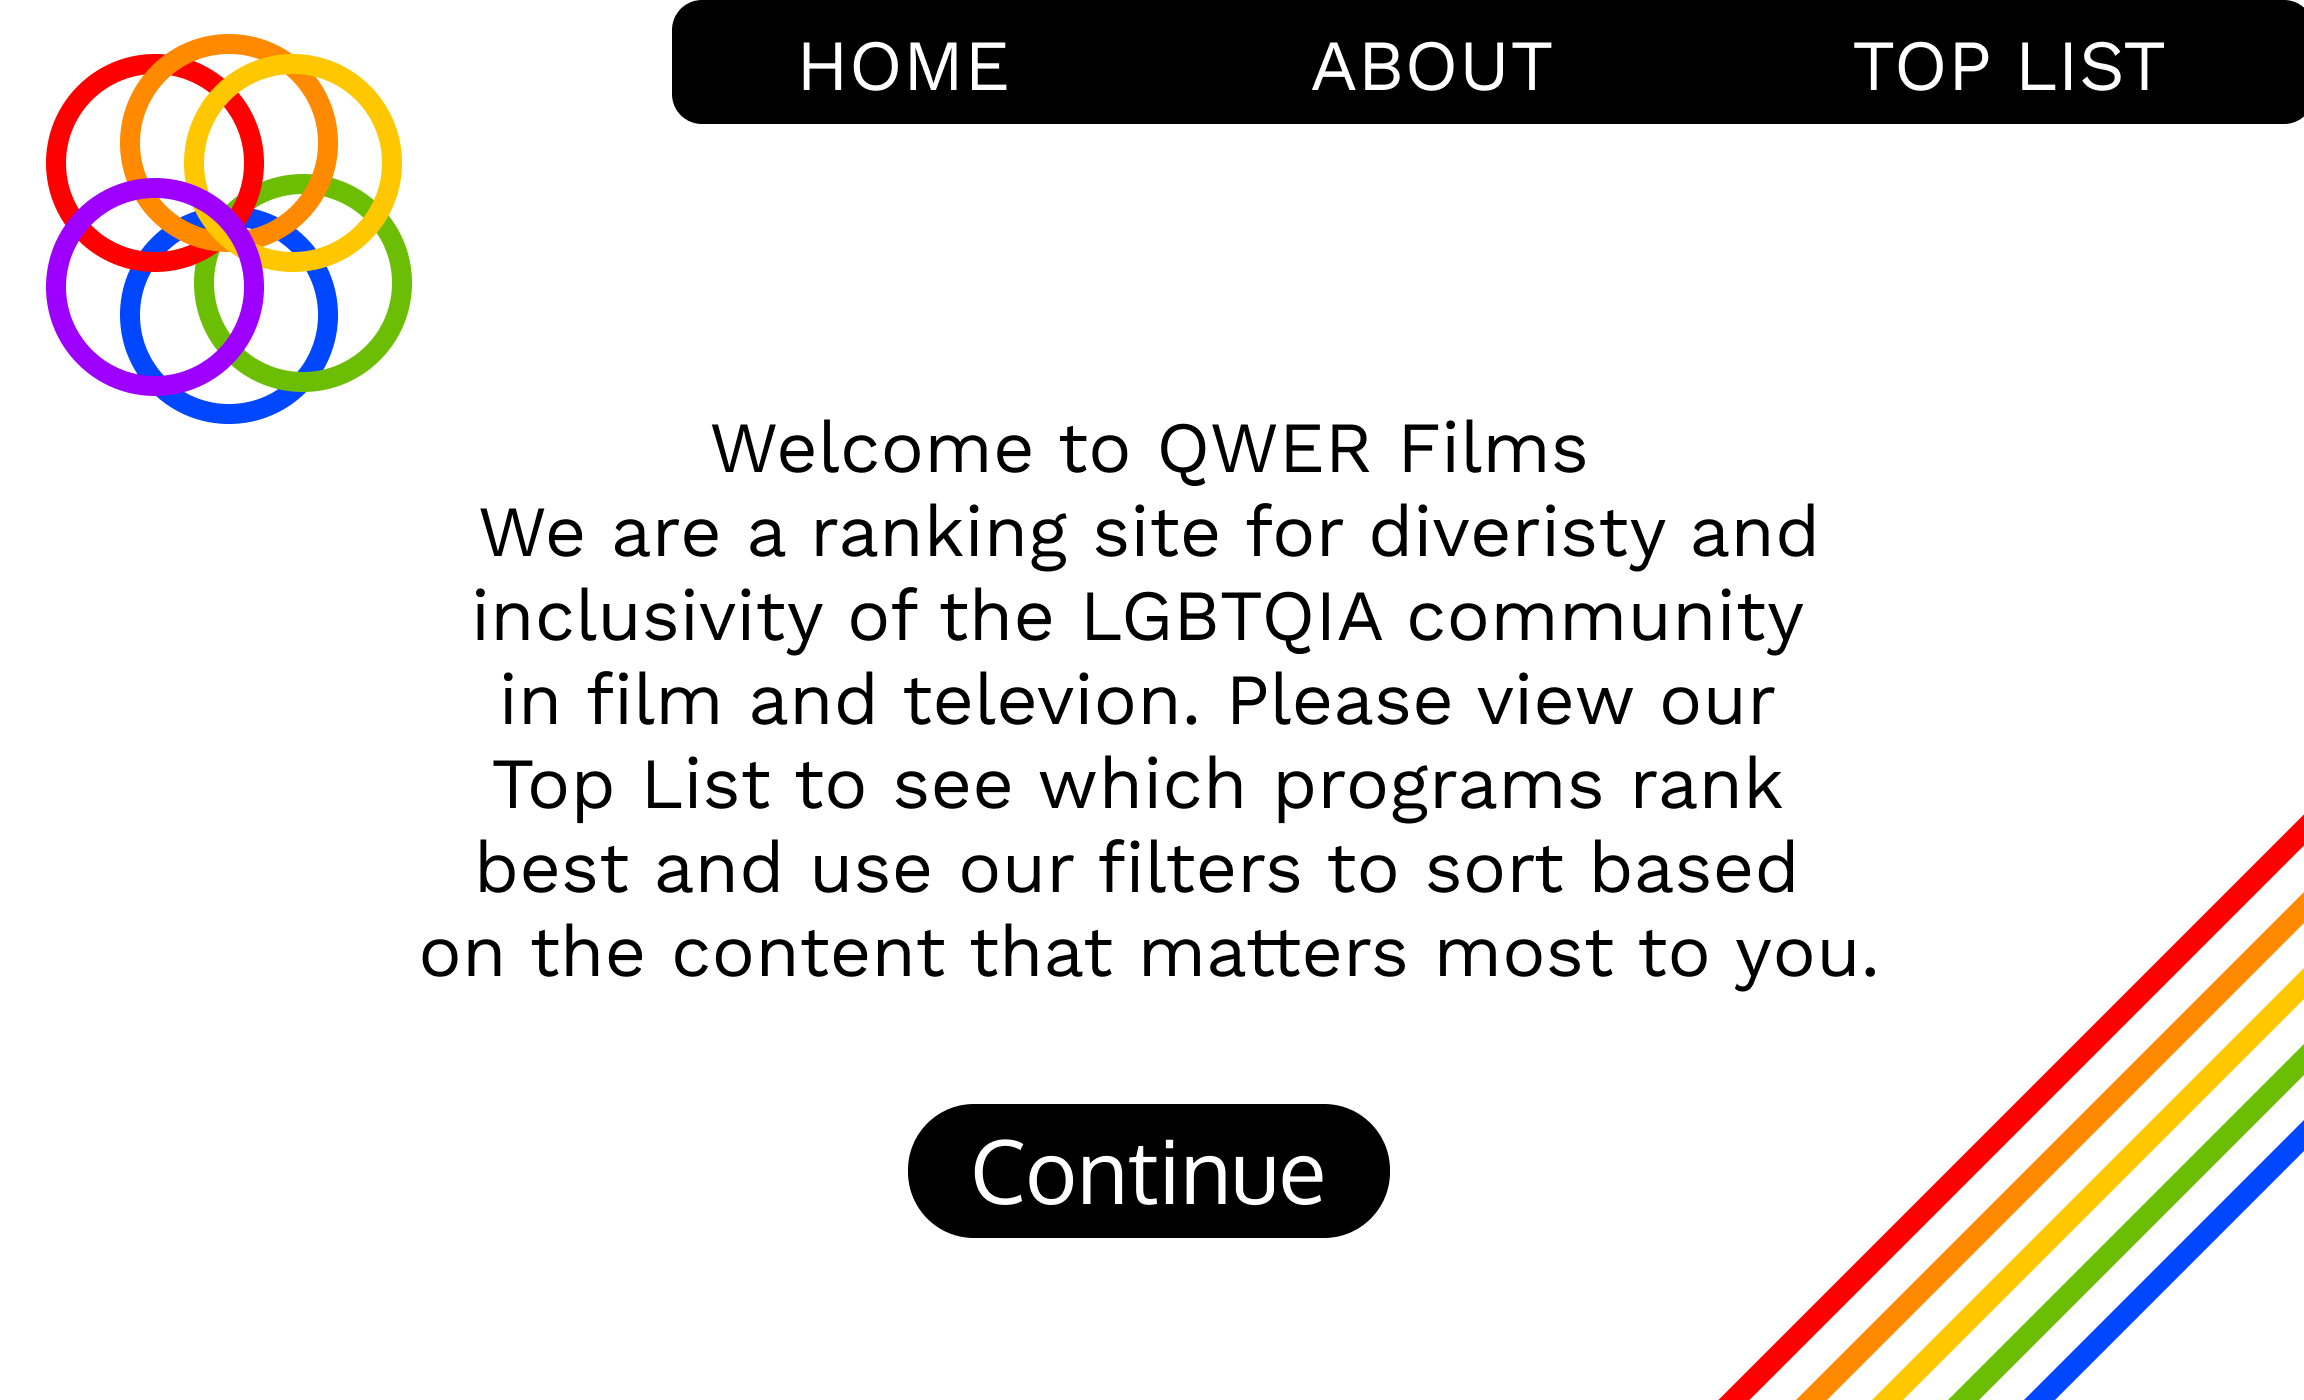 HOME ABOUT TOP LIST
Welcome to QWER Films
We are a ranking site for diveristy and
inclusivity of the LGBTQIA community
in film and televion. Please view our
Top List to see which programs rank
best and use our filters to sort based
on the content that matters most to you.
Continue